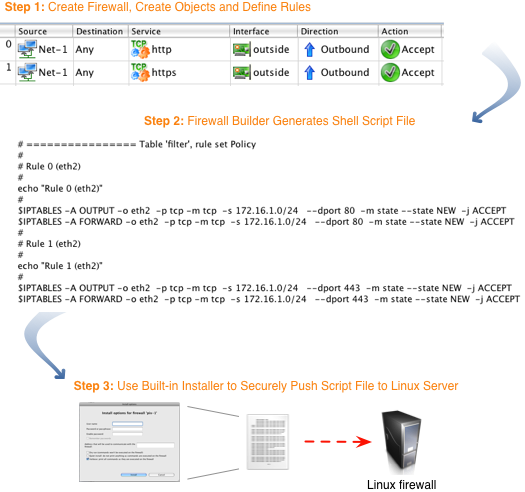 Step 1: Create Firewall, Create Objects and Define Rules
Source Destination Service Interface Direction Action
0 Net-1 Any TCP http outside Outbound Accept
1 Net-1 Any TCP https outside Outbound Accept
Step 2: Firewall Builder Generates Shell Script File
# ================ Table 'filter', rule set Policy
#
# Rule 0 (eth2)
#
echo "Rule 0 (eth2)"
#
$IPTABLES -A OUTPUT -o eth2 -p tcp -m tcp -s 172.16.1.0/24 --dport 80 -m state --state NEW -j ACCEPT
$IPTABLES -A FORWARD -o eth2 -p tcp -m tcp -s 172.16.1.0/24 --dport 80 -m state --state NEW -j ACCEPT
#
# Rule 1 (eth2)
#
echo "Rule 1 (eth2)"
#
$IPTABLES -A OUTPUT -o eth2 -p tcp -m tcp -s 172.16.1.0/24 --dport 443 -m state --state NEW -j ACCEPT
$IPTABLES -A FORWARD -o eth2 -p tcp -m tcp -s 172.16.1.0/24 --dport 443 -m state --state NEW -j ACCEPT
Step 3: Use Built-in Installer to Securely Push Script File to Linux Server
Install options for firewall
Linux firewall